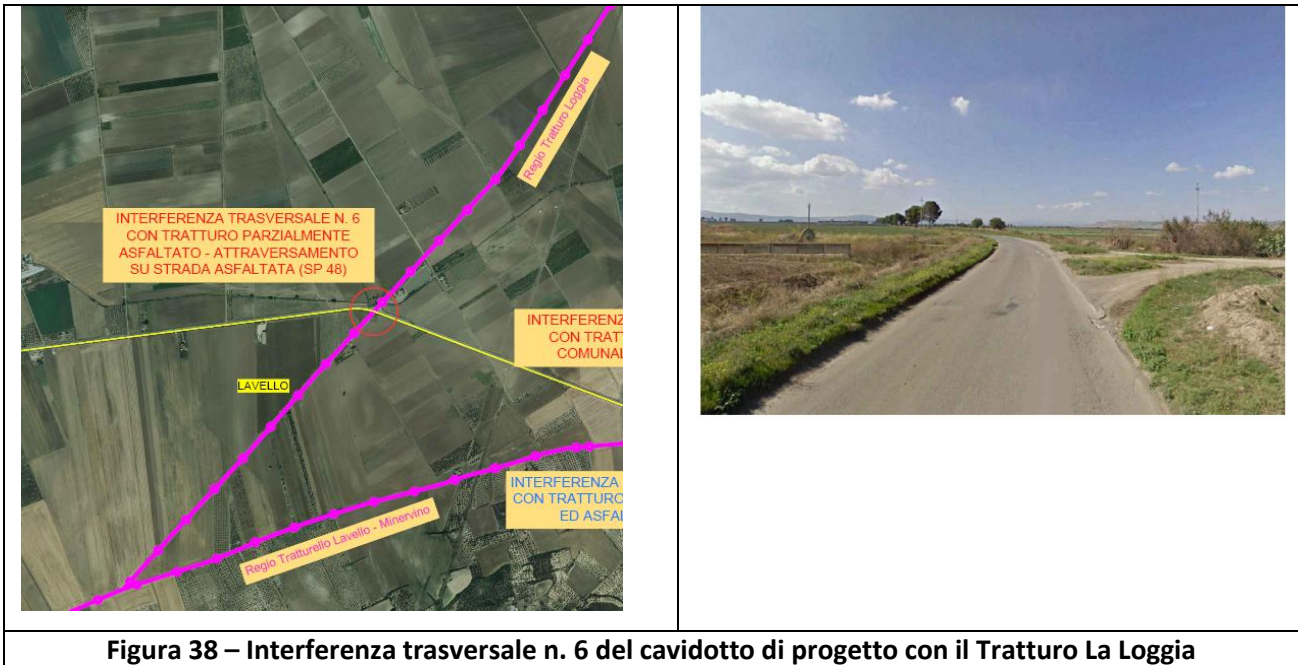 Regio Tratturo Loggia
INTERFERENZA TRASVERSALE N. 6
CON TRATTURO PARZIALMENTE
ASFALTATO - ATTRAVERSAMENTO
SU STRADA ASFALTATA (SP 48)
INTERFERENZ
CON TRATT
COMUNAL
LAVELLO
INTERFERENZA
CON TRATTURO
ED ASFAL
Regio Tratturello Lavello - Minervino
Figura 38 – Interferenza trasversale n. 6 del cavidotto di progetto con il Tratturo La Loggia